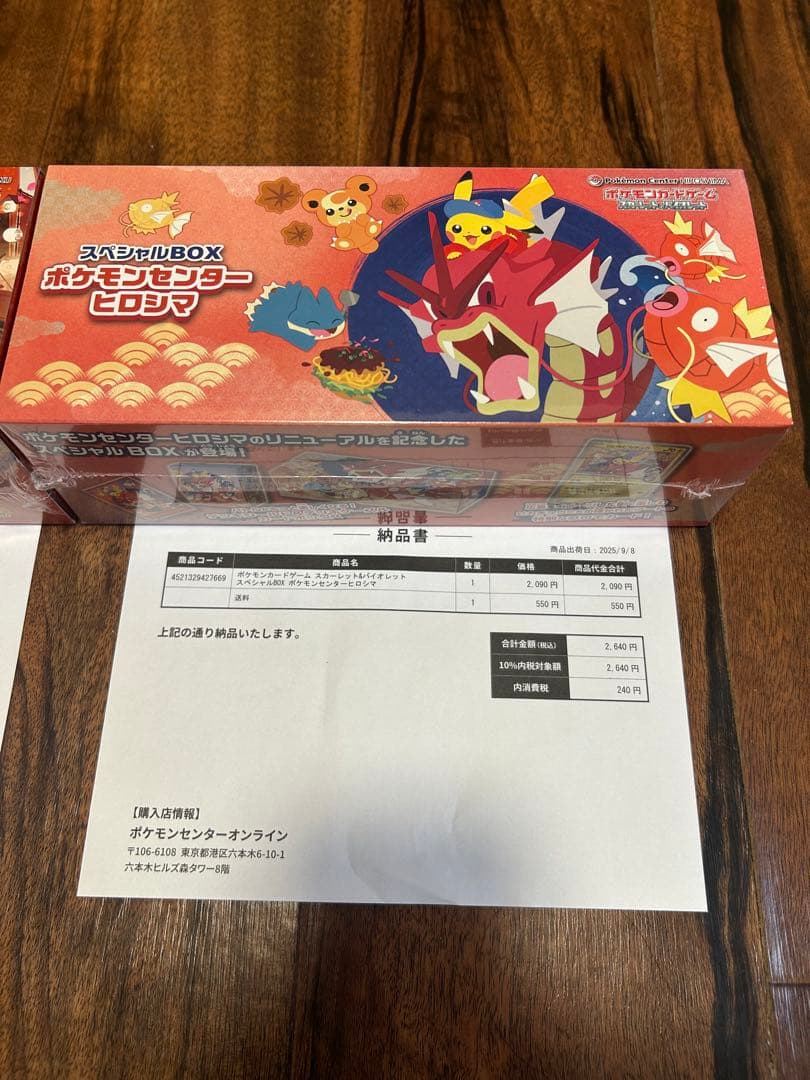 Pokémon Center HIROSHIMA
ポケモンカードゲーム
スカーレット&バイオレット
スペシャルBOX
ポケモンセンター
ヒロシマ
ポケモンセンターヒロシマのリニューアルを記念した
スペシャルBOXが登場!
納品書
商品出荷日:2025/9/8
商品コード 商品名 数量 価格 商品代金合計
4521329427669 ポケモンカードゲーム スカーレット&バイオレット
スペシャルBOX ポケモンセンターヒロシマ 1 2,090 円 2,090 円
送料 1 550 円 550 円
上記の通り納品いたします。
合計金額(税込) 2,640 円
10%内税対象額 2,640 円
内消費税 240 円
【購入店情報】
ポケモンセンターオンライン
〒106-6108 東京都港区六本木6-10-1
六本木ヒルズ森タワー8階